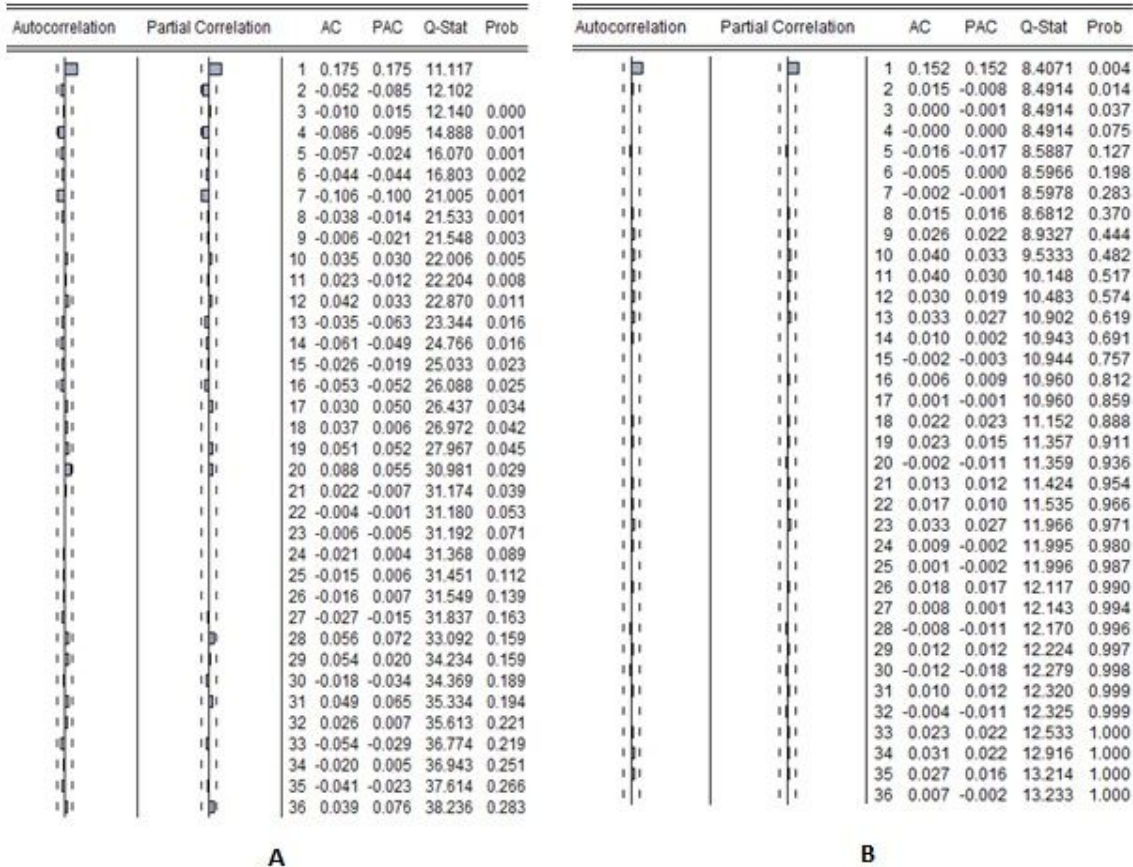 Autocorrelation Partial Correlation AC PAC Q-Stat Prob
1 0.175 0.175 11.117
2 -0.052 -0.085 12.102
3 -0.010 0.015 12.140 0.000
4 -0.086 -0.095 14.888 0.001
5 -0.057 -0.024 16.070 0.001
6 -0.044 -0.044 16.803 0.002
7 -0.106 -0.100 21.005 0.001
8 -0.038 -0.014 21.533 0.001
9 -0.006 -0.021 21.548 0.003
10 0.035 0.030 22.006 0.005
11 0.023 -0.012 22.204 0.008
12 0.042 0.033 22.870 0.011
13 -0.035 -0.063 23.344 0.016
14 -0.061 -0.049 24.766 0.016
15 -0.026 -0.019 25.033 0.023
16 -0.053 -0.052 26.088 0.025
17 0.030 0.050 26.437 0.034
18 0.037 0.006 26.972 0.042
19 0.051 0.052 27.967 0.045
20 0.088 0.055 30.981 0.029
21 0.022 -0.007 31.174 0.039
22 -0.004 -0.001 31.180 0.053
23 -0.006 -0.005 31.192 0.071
24 -0.021 0.004 31.368 0.089
25 -0.015 0.006 31.451 0.112
26 -0.016 0.007 31.549 0.139
27 -0.027 -0.015 31.837 0.163
28 0.056 0.072 33.092 0.159
29 0.054 0.020 34.234 0.159
30 -0.018 -0.034 34.369 0.189
31 0.049 0.065 35.334 0.194
32 0.026 0.007 35.613 0.221
33 -0.054 -0.029 36.774 0.219
34 -0.020 0.005 36.943 0.251
35 -0.041 -0.023 37.614 0.266
36 0.039 0.076 38.236 0.283
A
Autocorrelation Partial Correlation AC PAC Q-Stat Prob
1 0.152 0.152 8.4071 0.004
2 0.015 -0.008 8.4914 0.014
3 0.000 -0.001 8.4914 0.037
4 -0.000 0.000 8.4914 0.075
5 -0.016 -0.017 8.5887 0.127
6 -0.005 0.000 8.5966 0.198
7 -0.002 -0.001 8.5978 0.283
8 0.015 0.016 8.6812 0.370
9 0.026 0.022 8.9327 0.444
10 0.040 0.033 9.5333 0.482
11 0.040 0.030 10.148 0.517
12 0.030 0.019 10.483 0.574
13 0.033 0.027 10.902 0.619
14 0.010 0.002 10.943 0.691
15 -0.002 -0.003 10.944 0.757
16 0.006 0.009 10.960 0.812
17 0.001 -0.001 10.960 0.859
18 0.022 0.023 11.152 0.888
19 0.023 0.015 11.357 0.911
20 -0.002 -0.011 11.359 0.936
21 0.013 0.012 11.424 0.954
22 0.017 0.010 11.535 0.966
23 0.033 0.027 11.966 0.971
24 0.009 -0.002 11.995 0.980
25 0.001 -0.002 11.996 0.987
26 0.018 0.017 12.117 0.990
27 0.008 0.001 12.143 0.994
28 -0.008 -0.011 12.170 0.996
29 0.012 0.012 12.224 0.997
30 -0.012 -0.018 12.279 0.998
31 0.010 0.012 12.320 0.999
32 -0.004 -0.011 12.325 0.999
33 0.023 0.022 12.533 1.000
34 0.031 0.022 12.916 1.000
35 0.027 0.016 13.214 1.000
36 0.007 -0.002 13.233 1.000
B